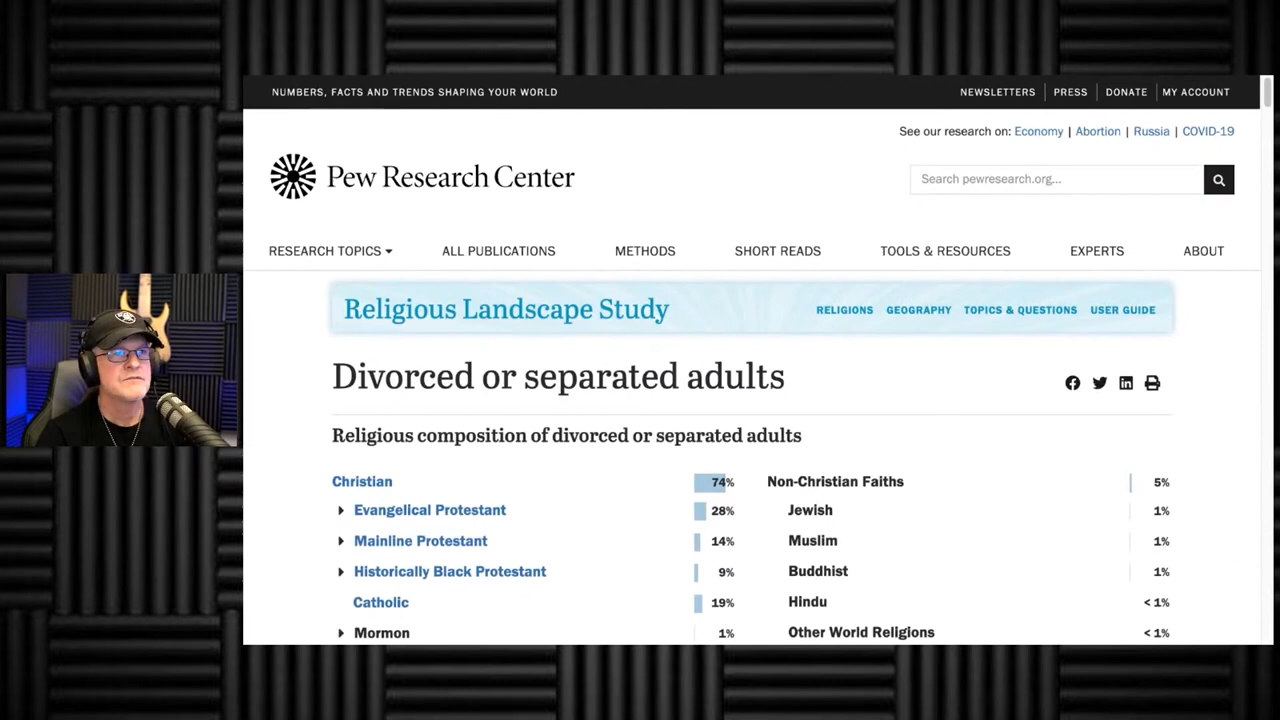 NUMBERS, FACTS AND TRENDS SHAPING YOUR WORLD
NEWSLETTERS | PRESS | DONATE | MY ACCOUNT
See our research on: Economy | Abortion | Russia | COVID-19
Pew Research Center
Search pewresearch.org...
RESEARCH TOPICS ALL PUBLICATIONS METHODS SHORT READS TOOLS & RESOURCES EXPERTS ABOUT
Religious Landscape Study
RELIGIONS GEOGRAPHY TOPICS & QUESTIONS USER GUIDE
Divorced or separated adults
Religious composition of divorced or separated adults
Christian 74%
Evangelical Protestant 28%
Mainline Protestant 14%
Historically Black Protestant 9%
Catholic 19%
Mormon 1%
Non-Christian Faiths 5%
Jewish 1%
Muslim 1%
Buddhist 1%
Hindu < 1%
Other World Religions < 1%